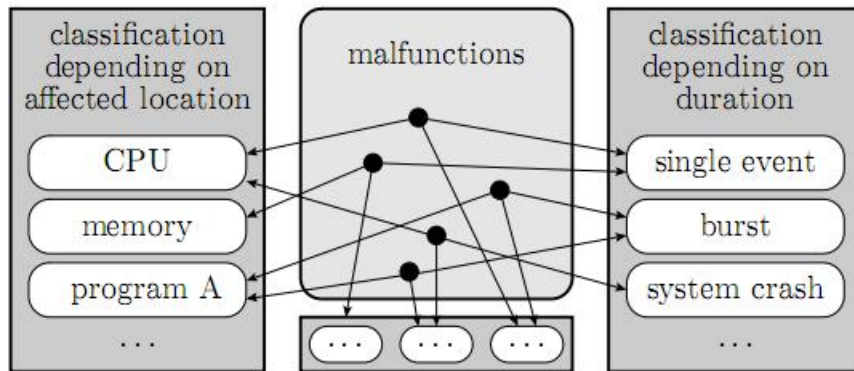 classification
depending on
affected location
CPU
memory
program A
...
malfunctions
... ... ...
classification
depending on
duration
single event
burst
system crash
...